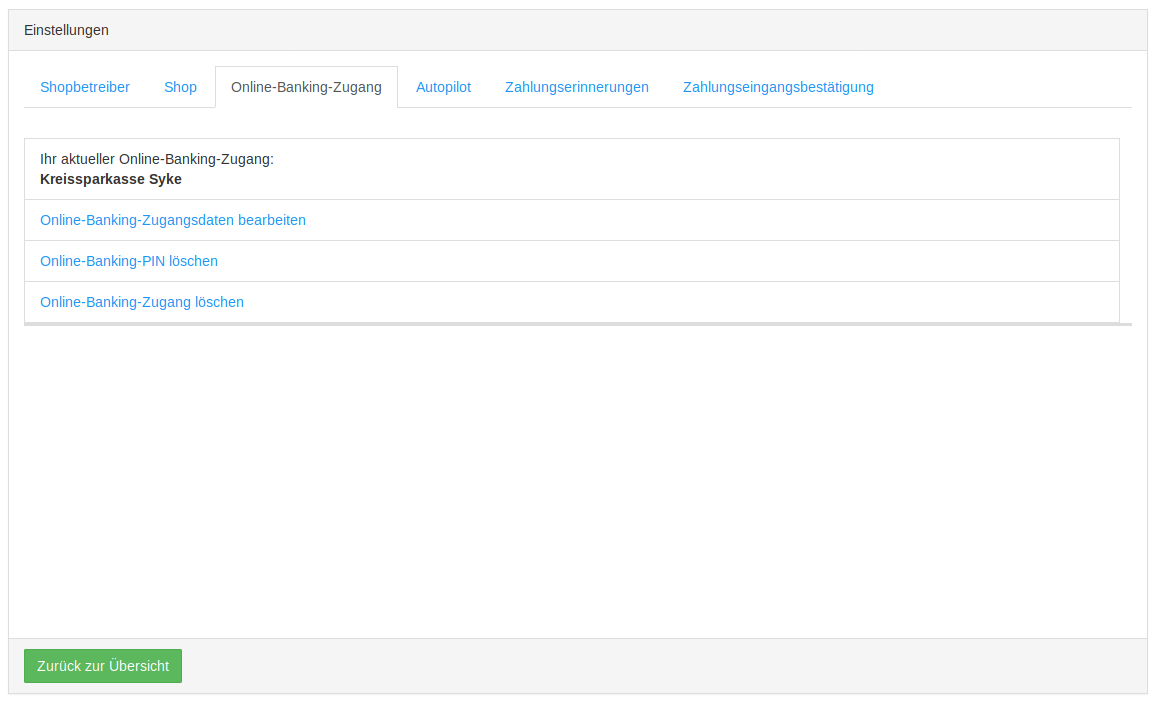 Einstellungen
Shopbetreiber Shop Online-Banking-Zugang Autopilot Zahlungserinnerungen Zahlungseingangsbestätigung
Ihr aktueller Online-Banking-Zugang:
Kreissparkasse Syke
Online-Banking-Zugangsdaten bearbeiten
Online-Banking-PIN löschen
Online-Banking-Zugang löschen
Zurück zur Übersicht